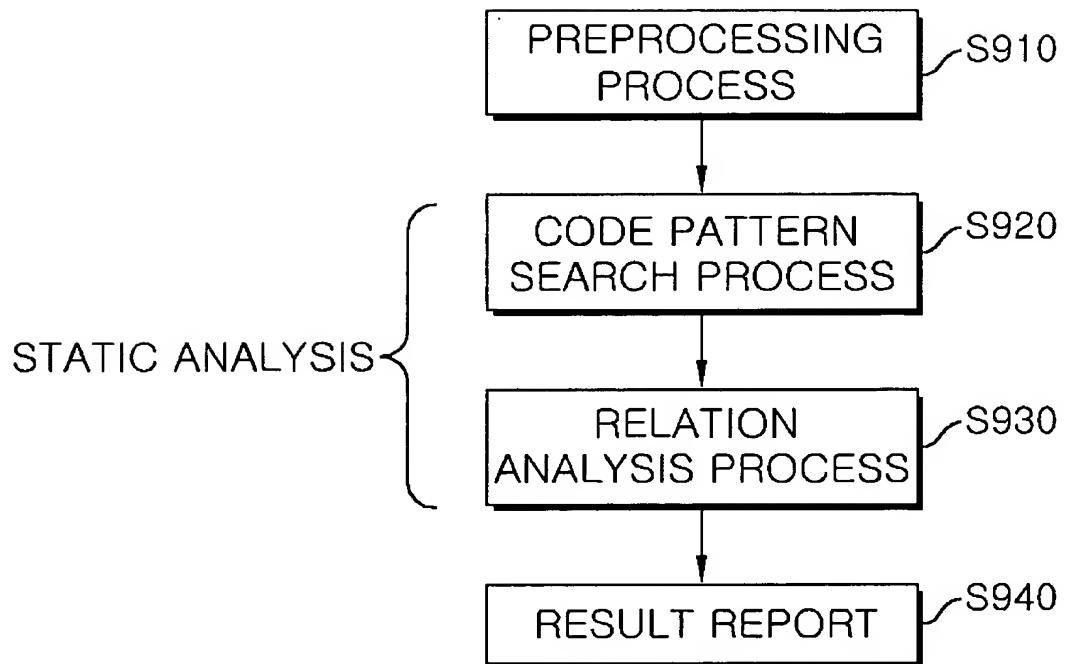 PREPROCESSING
PROCESS
S910
CODE PATTERN
SEARCH PROCESS
S920
STATIC ANALYSIS
RELATION
ANALYSIS PROCESS
S930
RESULT REPORT
S940